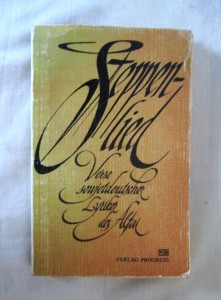 Steppen-
lied
Verse
sowjetdeutscher
Lyriker
des Altai
VERLAG PROGRESS